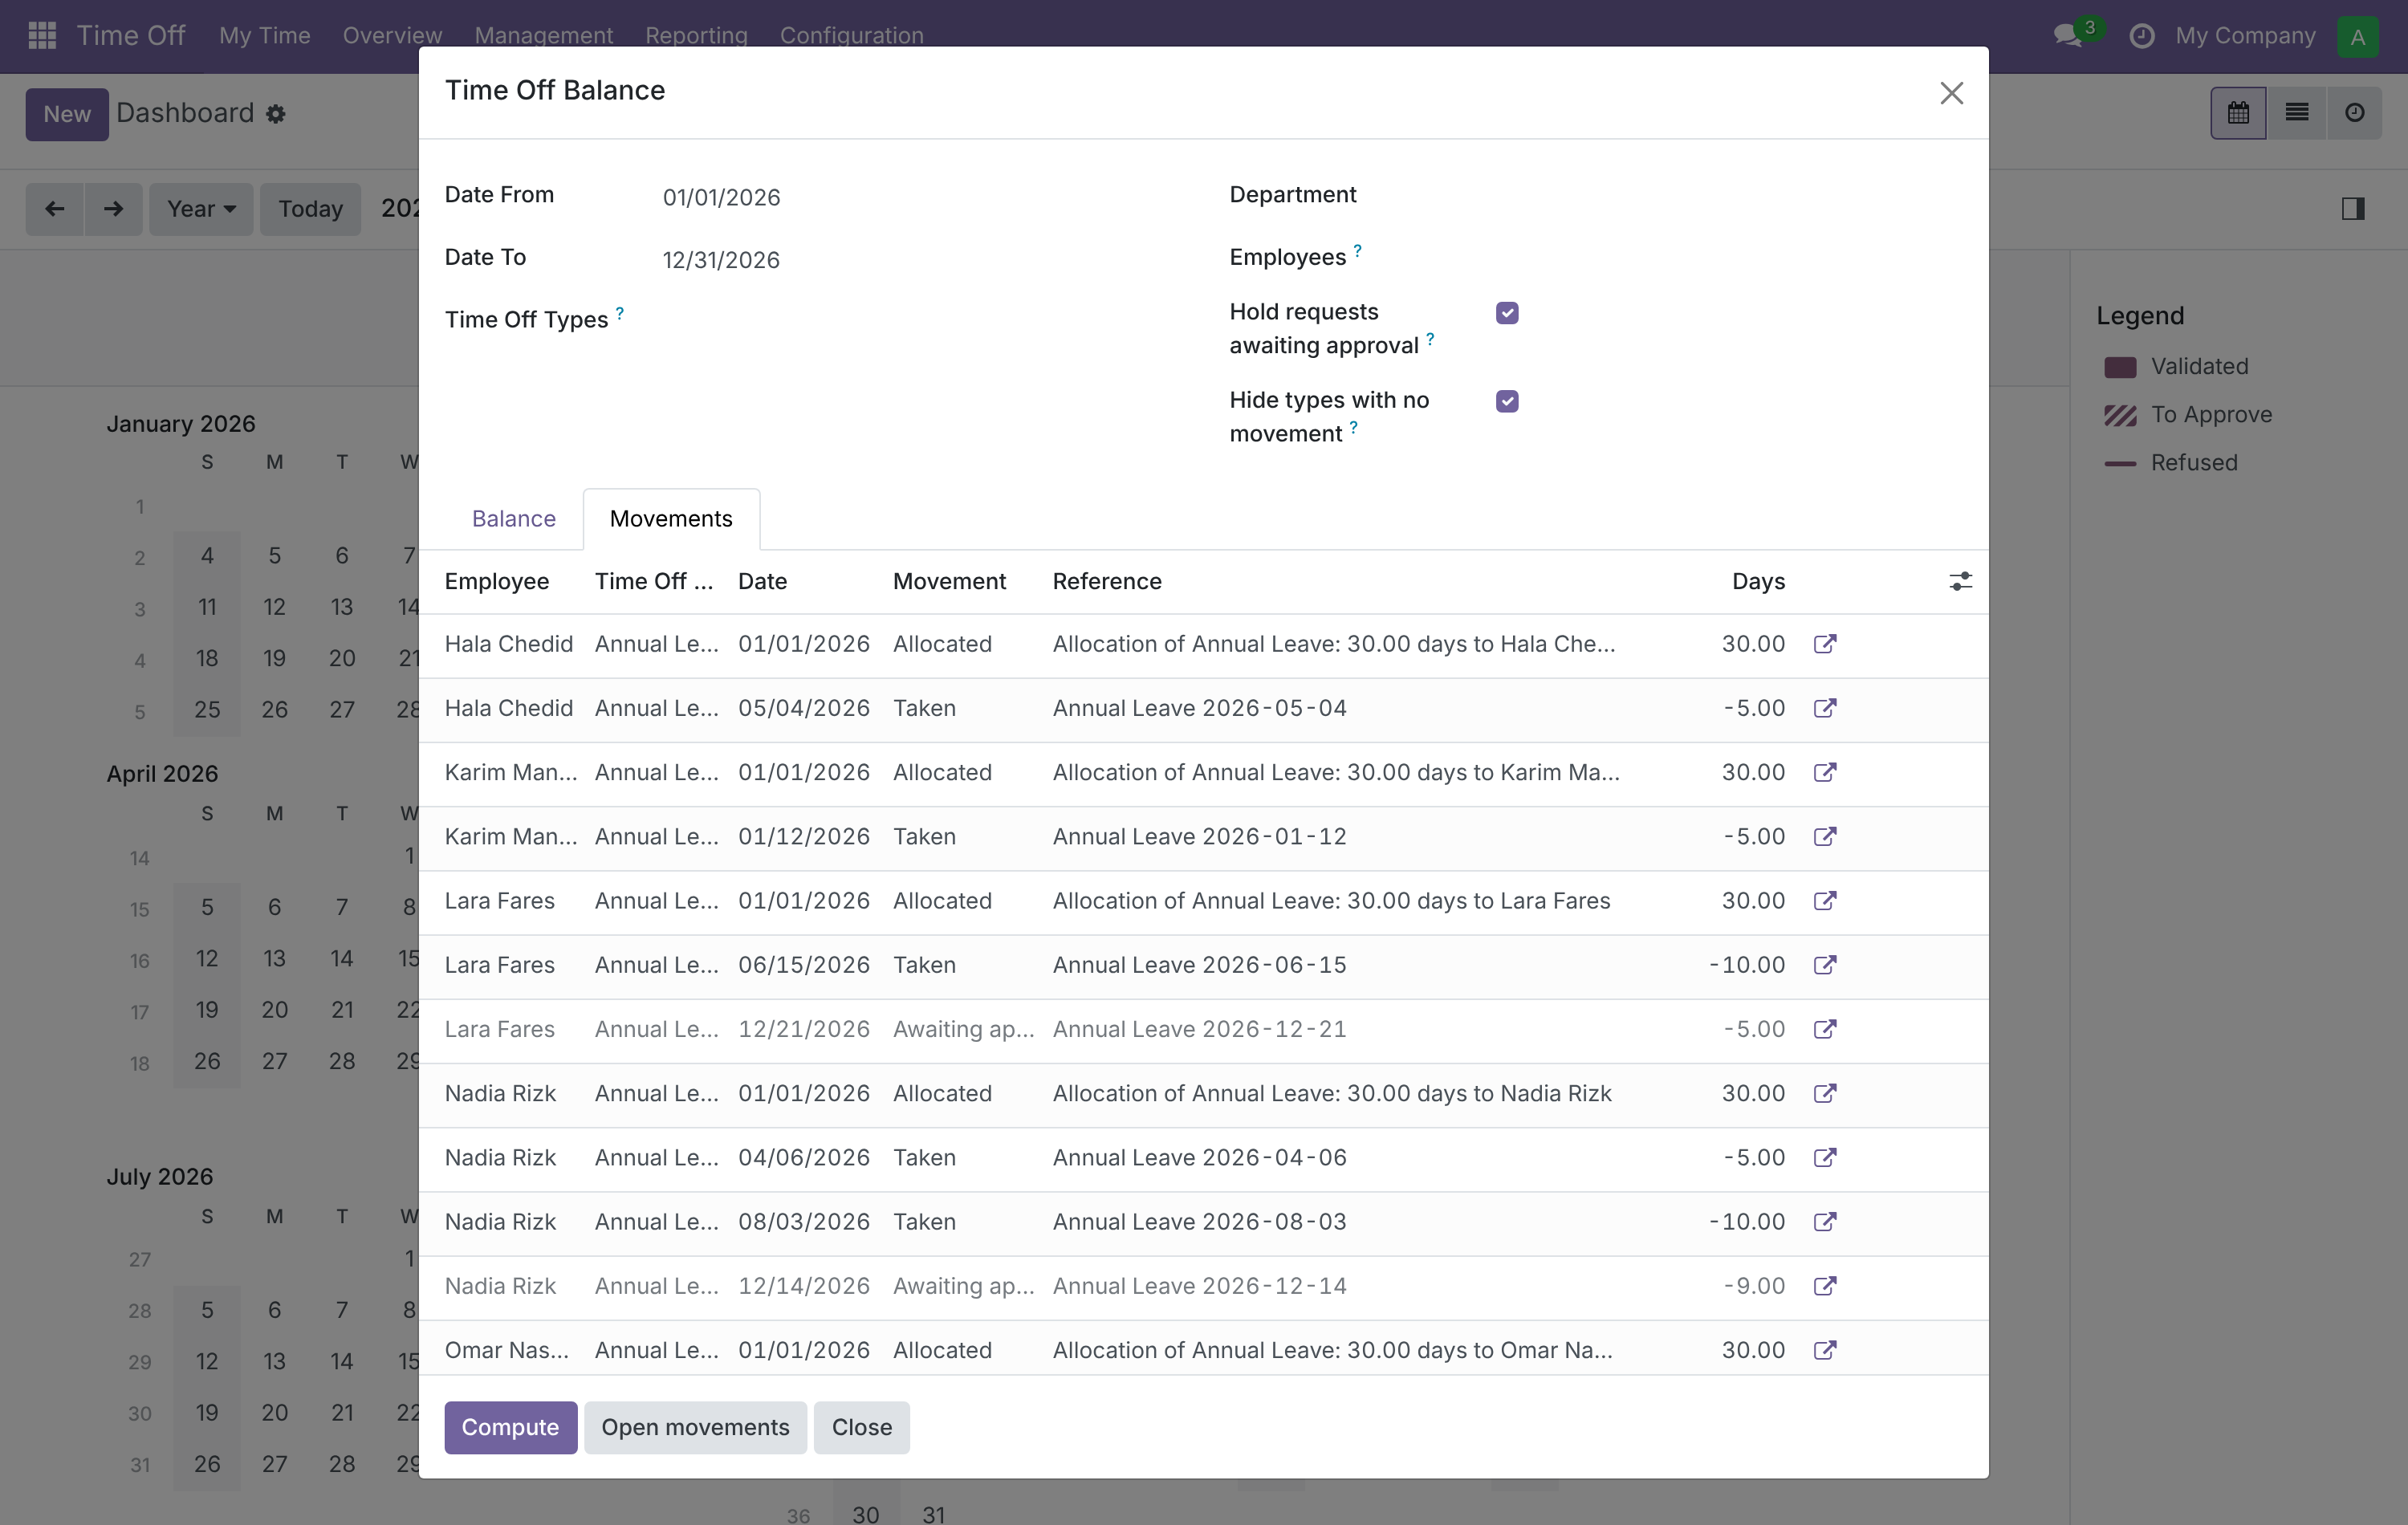 Time Off My Time Overview Management Reporting Configuration 3 My Company A
New Dashboard
Year Today 202
Time Off Balance
Date From 01/01/2026
Date To 12/31/2026
Time Off Types ?
Department
Employees ?
Hold requests
awaiting approval ?
Hide types with no
movement ?
Balance Movements
Employee Time Off ... Date Movement Reference Days
Hala Chedid Annual Le... 01/01/2026 Allocated Allocation of Annual Leave: 30.00 days to Hala Che... 30.00
Hala Chedid Annual Le... 05/04/2026 Taken Annual Leave 2026-05-04 -5.00
Karim Man... Annual Le... 01/01/2026 Allocated Allocation of Annual Leave: 30.00 days to Karim Ma... 30.00
Karim Man... Annual Le... 01/12/2026 Taken Annual Leave 2026-01-12 -5.00
Lara Fares Annual Le... 01/01/2026 Allocated Allocation of Annual Leave: 30.00 days to Lara Fares 30.00
Lara Fares Annual Le... 06/15/2026 Taken Annual Leave 2026-06-15 -10.00
Lara Fares Annual Le... 12/21/2026 Awaiting ap... Annual Leave 2026-12-21 -5.00
Nadia Rizk Annual Le... 01/01/2026 Allocated Allocation of Annual Leave: 30.00 days to Nadia Rizk 30.00
Nadia Rizk Annual Le... 04/06/2026 Taken Annual Leave 2026-04-06 -5.00
Nadia Rizk Annual Le... 08/03/2026 Taken Annual Leave 2026-08-03 -10.00
Nadia Rizk Annual Le... 12/14/2026 Awaiting ap... Annual Leave 2026-12-14 -9.00
Omar Nas... Annual Le... 01/01/2026 Allocated Allocation of Annual Leave: 30.00 days to Omar Na... 30.00
Compute Open movements Close
January 2026
S M T W
1
2 4 5 6 7
3 11 12 13 14
4 18 19 20 21
5 25 26 27 28
April 2026
S M T W
14 1
15 5 6 7 8
16 12 13 14 15
17 19 20 21 22
18 26 27 28 29
July 2026
S M T W
27 1
28 5 6 7 8
29 12 13 14 15
30 19 20 21 22
31 26 27 28 29
36 30 31
Legend
Validated
To Approve
Refused